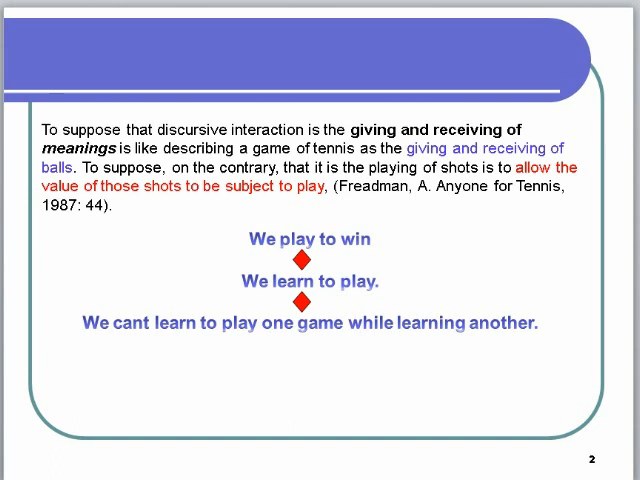 To suppose that discursive interaction is the giving and receiving of
meanings is like describing a game of tennis as the giving and receiving of
balls. To suppose, on the contrary, that it is the playing of shots is to allow the
value of those shots to be subject to play, (Freadman, A. Anyone for Tennis,
1987: 44).
We play to win
We learn to play.
We cant learn to play one game while learning another.
2